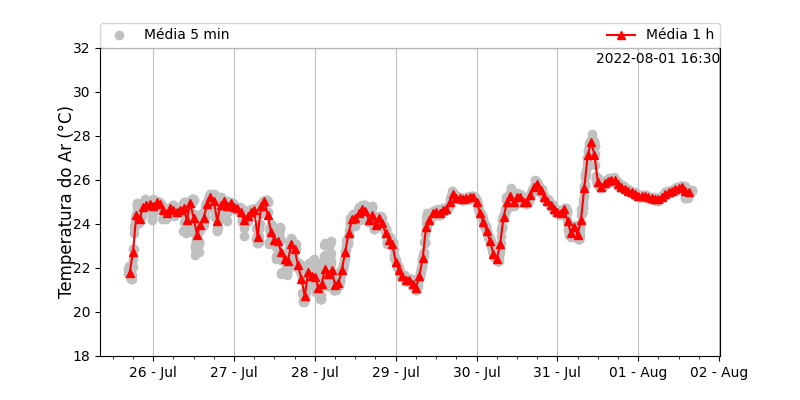 Média 5 min
Média 1 h
2022-08-01 16:30
Temperatura do Ar (°C)
32
30
28
26
24
22
20
18
26 - Jul
27 - Jul
28 - Jul
29 - Jul
30 - Jul
31 - Jul
01 - Aug
02 - Aug